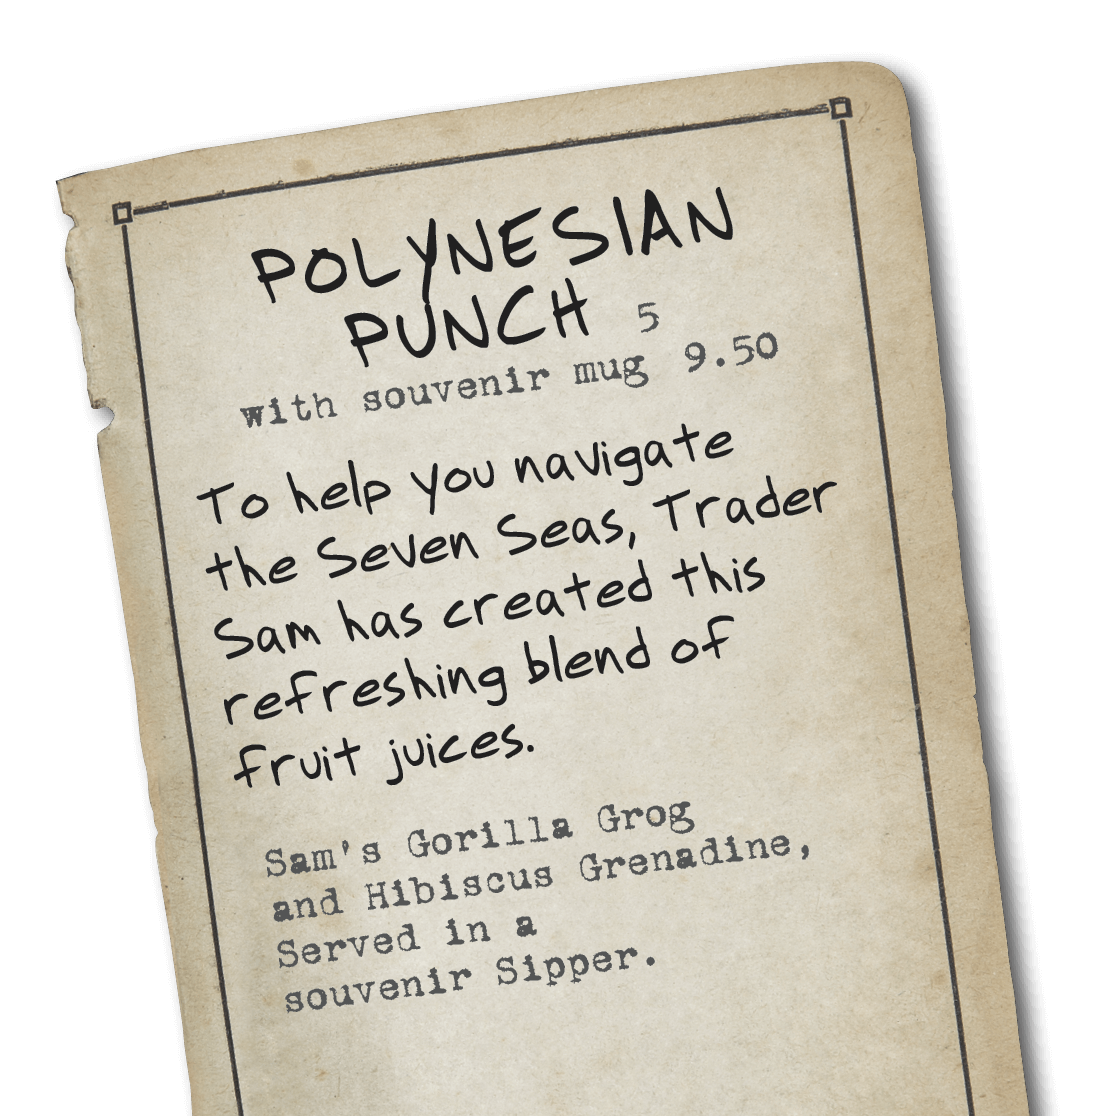 POLYNESIAN
PUNCH 5
with souvenir mug 9.50
To help you navigate
the Seven Seas, Trader
Sam has created this
refreshing blend of
fruit juices.
Sam's Gorilla Grog
and Hibiscus Grenadine,
Served in a
souvenir Sipper.